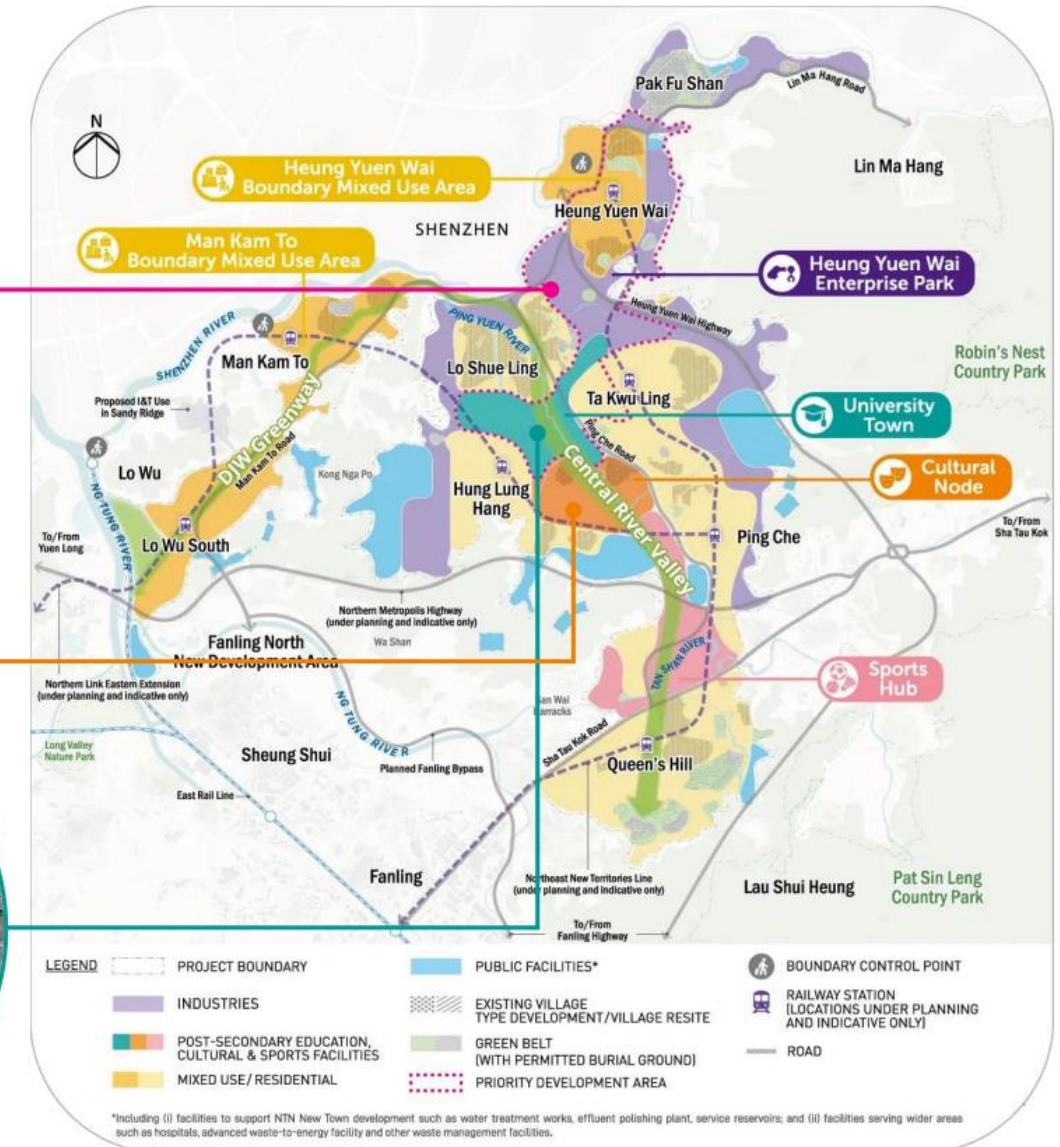 N
Pak Fu Shan
Lin Ma Hang Road
Lin Ma Hang
Heung Yuen Wai
Boundary Mixed Use Area
SHENZHEN
Heung Yuen Wai
Man Kam To
Boundary Mixed Use Area
Heung Yuen Wai
Enterprise Park
Heung Yuen Wai Highway
SHENZHEN RIVER
PING YUEN RIVER
Man Kam To
Lo Shue Ling
Robin's Nest
Country Park
Proposed I&T Use
in Sandy Ridge
DIW Greenway
Man Kam To Road
Ta Kwu Ling
University
Town
Ping Che Road
Lo Wu
Kong Nga Po
Hung Lung
Hang
Central River Valley
Cultural
Node
NG TUNG RIVER
To/From
Yuen Long
Lo Wu South
Ping Che
To/From
Sha Tau Kok
Northern Metropolis Highway
(under planning and indicative only)
Wa Shan
Fanling North
New Development Area
TAN SHAN RIVER
Sports
Hub
Northern Link Eastern Extension
(under planning and indicative only)
San Wai
Barracks
Sha Tau Kok Road
NG TUNG RIVER
Long Valley
Nature Park
Sheung Shui
Planned Fanling Bypass
Queen's Hill
East Rail Line
Fanling
Northeast New Territories Line
(under planning and indicative only)
Lau Shui Heung
Pat Sin Leng
Country Park
To/From
Fanling Highway
LEGEND
PROJECT BOUNDARY
INDUSTRIES
POST-SECONDARY EDUCATION,
CULTURAL & SPORTS FACILITIES
MIXED USE/ RESIDENTIAL
PUBLIC FACILITIES*
EXISTING VILLAGE
TYPE DEVELOPMENT/VILLAGE RESITE
GREEN BELT
(WITH PERMITTED BURIAL GROUND)
PRIORITY DEVELOPMENT AREA
BOUNDARY CONTROL POINT
RAILWAY STATION
(LOCATIONS UNDER PLANNING
AND INDICATIVE ONLY)
ROAD
*Including (i) facilities to support NTN New Town development such as water treatment works, effluent polishing plant, service reservoirs; and (ii) facilities serving wider areas
such as hospitals, advanced waste-to-energy facility and other waste management facilities.